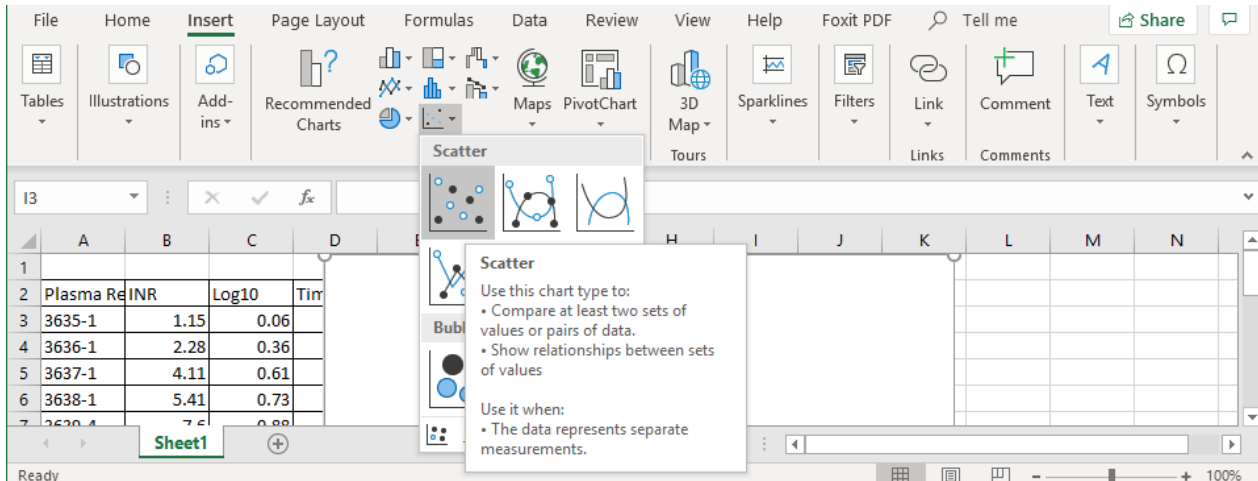 File Home Insert Page Layout Formulas Data Review View Help Foxit PDF Tell me Share
Tables Illustrations Add-ins Recommended Charts Maps PivotChart 3D Map Sparklines Filters Link Comment Text Symbols
Tours Links Comments
Scatter
I3 fx
A B C D H I J K L M N
1
2 Plasma Re INR Log10 Tim
3 3635-1 1.15 0.06
4 3636-1 2.28 0.36
5 3637-1 4.11 0.61
6 3638-1 5.41 0.73
Scatter
Use this chart type to:
• Compare at least two sets of
values or pairs of data.
• Show relationships between sets
of values
Use it when:
• The data represents separate
measurements.
Bubl
Sheet1
Ready 100%